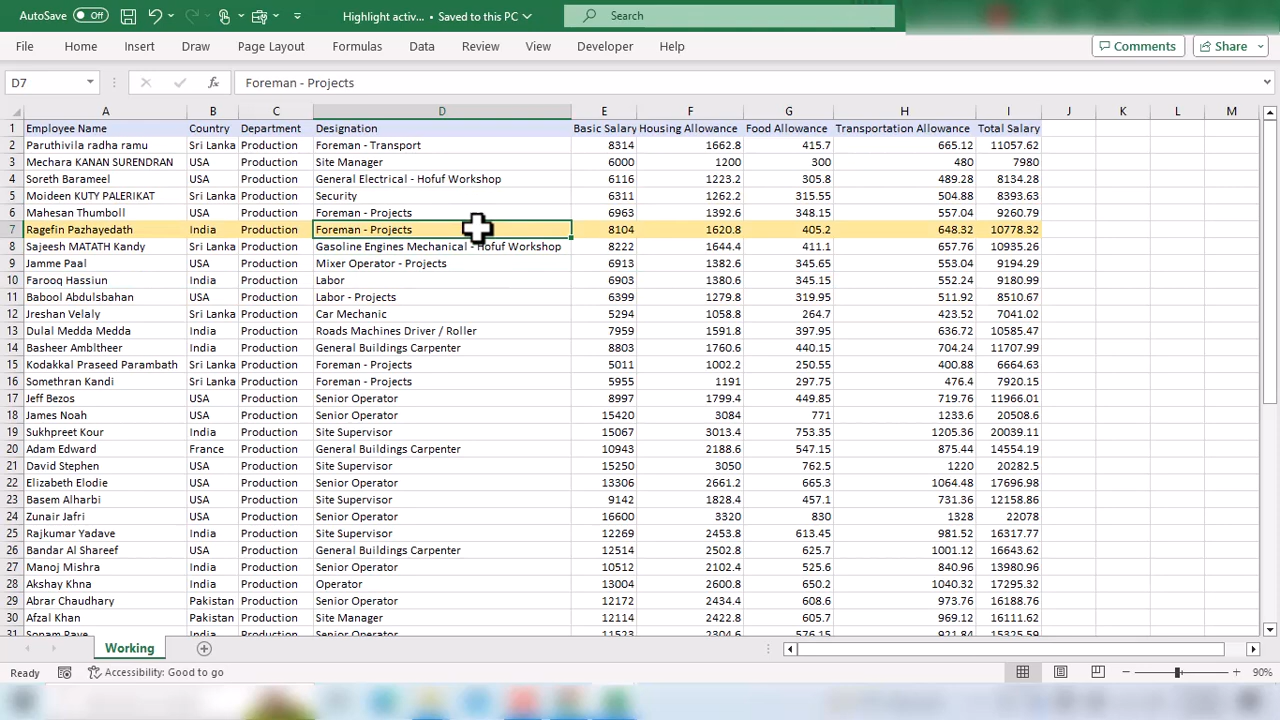 AutoSave Off Highlight activ... • Saved to this PC Search
File Home Insert Draw Page Layout Formulas Data Review View Developer Help Comments Share
D7 fx Foreman - Projects
A B C D E F G H I J K L M
1 Employee Name Country Department Designation Basic Salary Housing Allowance Food Allowance Transportation Allowance Total Salary
2 Paruthivila radha ramu Sri Lanka Production Foreman - Transport 8314 1662.8 415.7 665.12 11057.62
3 Mechara KANAN SURENDRAN USA Production Site Manager 6000 1200 300 480 7980
4 Soreth Barameel USA Production General Electrical - Hofuf Workshop 6116 1223.2 305.8 489.28 8134.28
5 Moideen KUTY PALERIKAT Sri Lanka Production Security 6311 1262.2 315.55 504.88 8393.63
6 Mahesan Thumboll USA Production Foreman - Projects 6963 1392.6 348.15 557.04 9260.79
7 Ragefin Pazhayedath India Production Foreman - Projects 8104 1620.8 405.2 648.32 10778.32
8 Sajeesh MATATH Kandy Sri Lanka Production Gasoline Engines Mechanical - Hofuf Workshop 8222 1644.4 411.1 657.76 10935.26
9 Jamme Paal USA Production Mixer Operator - Projects 6913 1382.6 345.65 553.04 9194.29
10 Farooq Hassiun India Production Labor 6903 1380.6 345.15 552.24 9180.99
11 Babool Abdulsbahan USA Production Labor - Projects 6399 1279.8 319.95 511.92 8510.67
12 Jreshan Velaly Sri Lanka Production Car Mechanic 5294 1058.8 264.7 423.52 7041.02
13 Dulal Medda Medda India Production Roads Machines Driver / Roller 7959 1591.8 397.95 636.72 10585.47
14 Basheer Ambltheer India Production General Buildings Carpenter 8803 1760.6 440.15 704.24 11707.99
15 Kodakkal Praseed Parambath Sri Lanka Production Foreman - Projects 5011 1002.2 250.55 400.88 6664.63
16 Somethran Kandi Sri Lanka Production Foreman - Projects 5955 1191 297.75 476.4 7920.15
17 Jeff Bezos USA Production Senior Operator 8997 1799.4 449.85 719.76 11966.01
18 James Noah USA Production Senior Operator 15420 3084 771 1233.6 20508.6
19 Sukhpreet Kour India Production Site Supervisor 15067 3013.4 753.35 1205.36 20039.11
20 Adam Edward France Production General Buildings Carpenter 10943 2188.6 547.15 875.44 14554.19
21 David Stephen USA Production Site Supervisor 15250 3050 762.5 1220 20282.5
22 Elizabeth Elodie USA Production Senior Operator 13306 2661.2 665.3 1064.48 17696.98
23 Basem Alharbi USA Production Site Supervisor 9142 1828.4 457.1 731.36 12158.86
24 Zunair Jafri USA Production Senior Operator 16600 3320 830 1328 22078
25 Rajkumar Yadave India Production Site Supervisor 12269 2453.8 613.45 981.52 16317.77
26 Bandar Al Shareef USA Production General Buildings Carpenter 12514 2502.8 625.7 1001.12 16643.62
27 Manoj Mishra India Production Senior Operator 10512 2102.4 525.6 840.96 13980.96
28 Akshay Khna India Production Operator 13004 2600.8 650.2 1040.32 17295.32
29 Abrar Chaudhary Pakistan Production Senior Operator 12172 2434.4 608.6 973.76 16188.76
30 Afzal Khan Pakistan Production Site Manager 12114 2422.8 605.7 969.12 16111.62
31 Sonam Raye India Production Senior Operator 11523 2304.6 576.15 921.84 15325.59
Working
Ready Accessibility: Good to go 90%